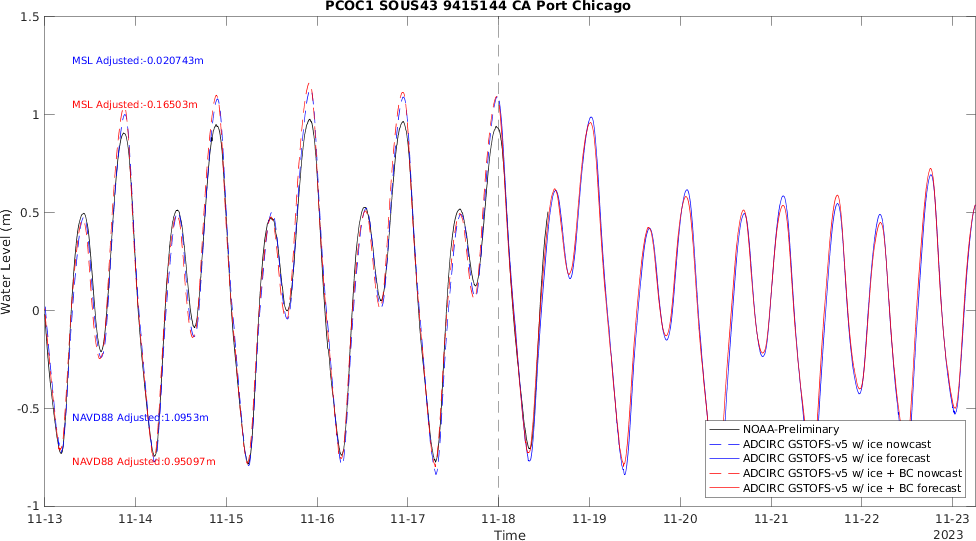 PCOC1 SOUS43 9415144 CA Port Chicago
1.5
MSL Adjusted:-0.020743m
MSL Adjusted:-0.16503m
1
0.5
Water Level (m)
0
-0.5
NAVD88 Adjusted:1.0953m
NAVD88 Adjusted:0.95097m
-1
NOAA-Preliminary
ADCIRC GSTOFS-v5 w/ ice nowcast
ADCIRC GSTOFS-v5 w/ ice forecast
ADCIRC GSTOFS-v5 w/ ice + BC nowcast
ADCIRC GSTOFS-v5 w/ ice + BC forecast
11-13 11-14 11-15 11-16 11-17 11-18 11-19 11-20 11-21 11-22 11-23
Time
2023